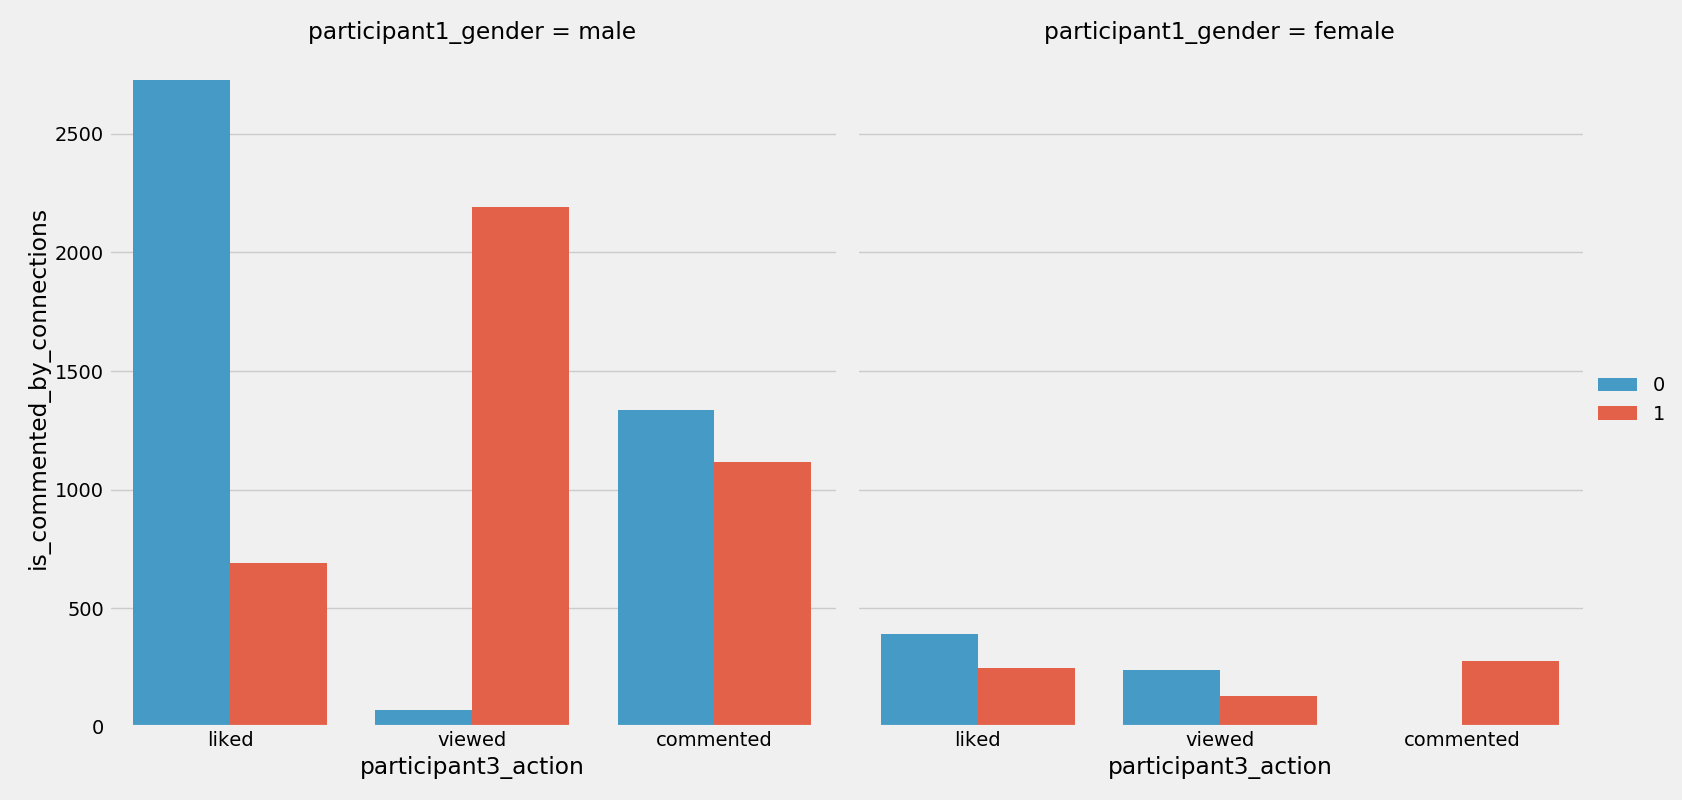 participant1_gender = male
participant1_gender = female
is_commented_by_connections
2500
2000
1500
1000
500
0
liked
viewed
commented
participant3_action
liked
viewed
commented
participant3_action
0
1